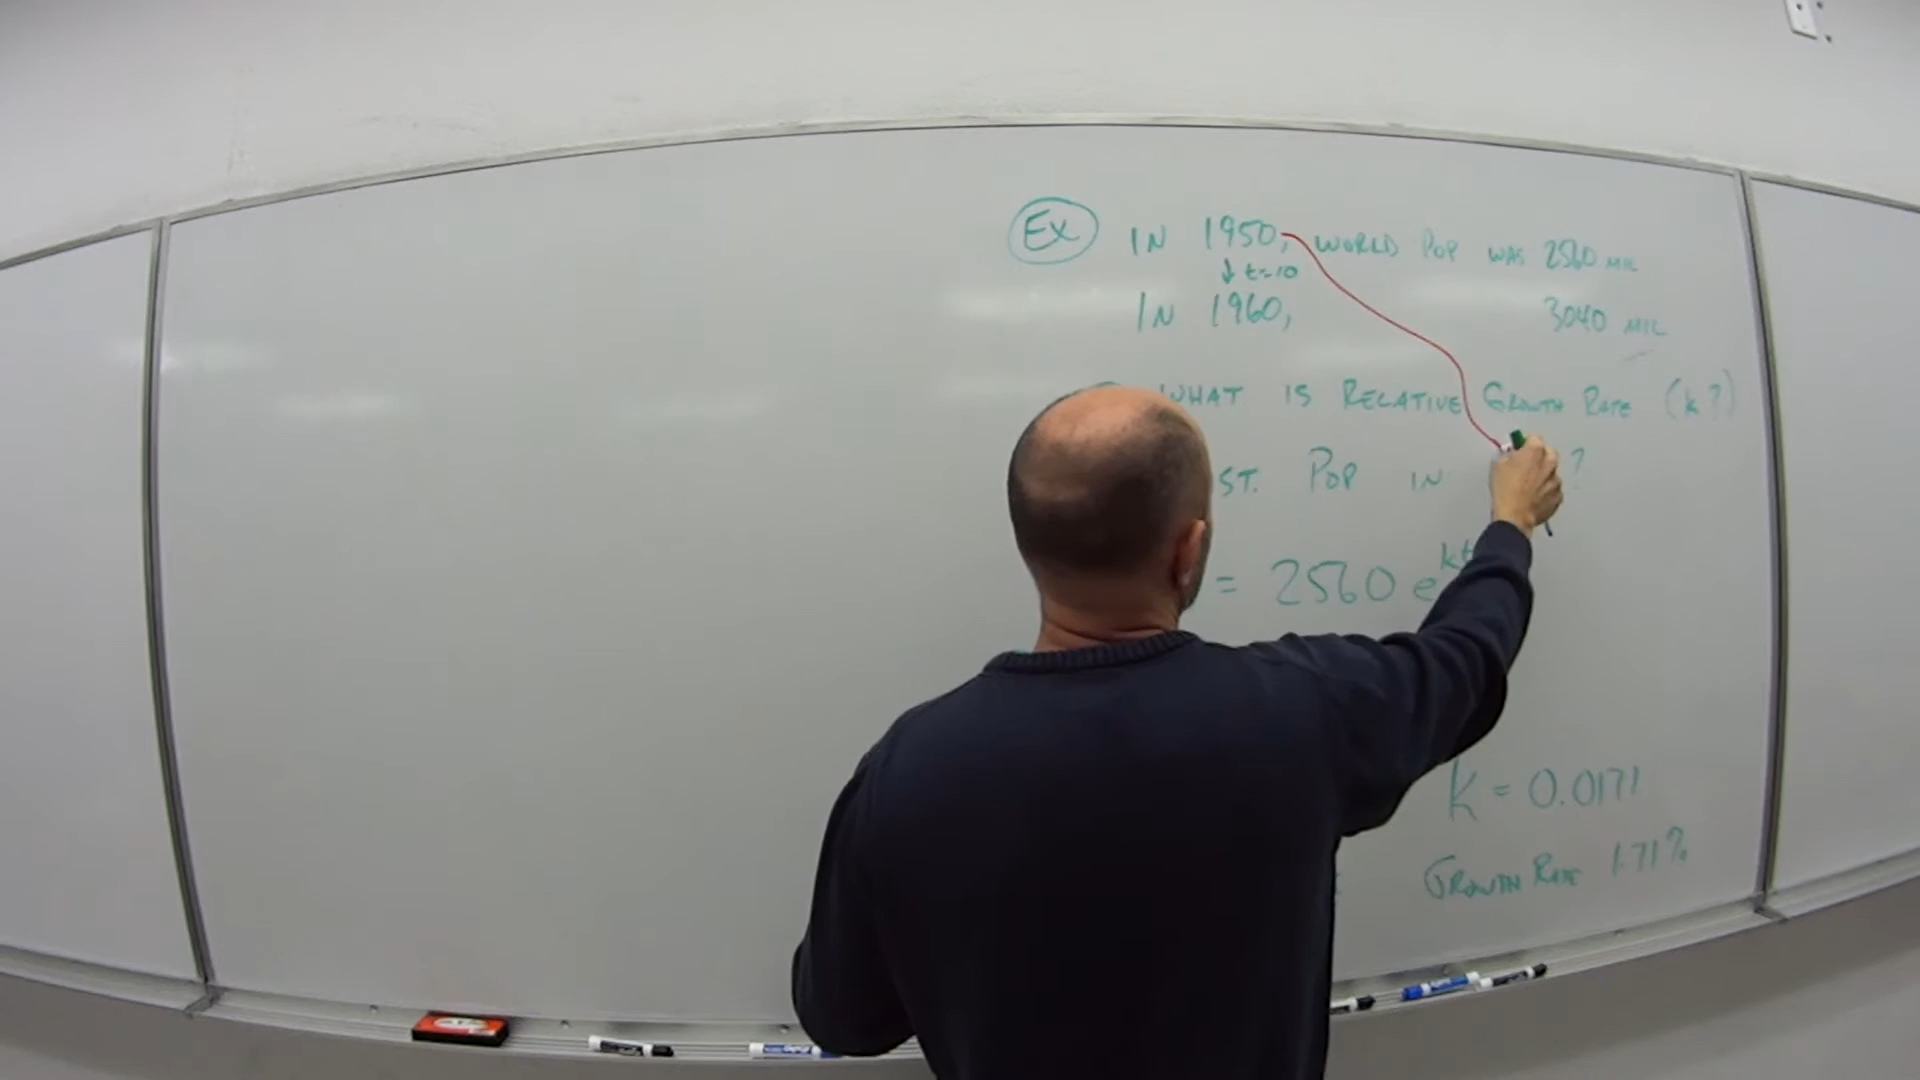 Ex IN 1950, WORLD POP WAS 2560 MIL
↓ t=10
IN 1960, 3040 MIL
WHAT IS RELATIVE GROWTH RATE (k?)
ST. POP IN ?
= 2560 e^kt
k = 0.0171
GROWTH RATE 1.71%